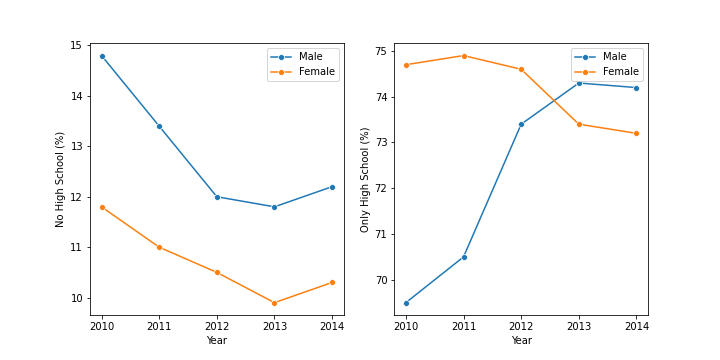 15
14
13
12
11
10
No High School (%)
2010 2011 2012 2013 2014
Year
Male
Female
75
74
73
72
71
70
Only High School (%)
2010 2011 2012 2013 2014
Year
Male
Female